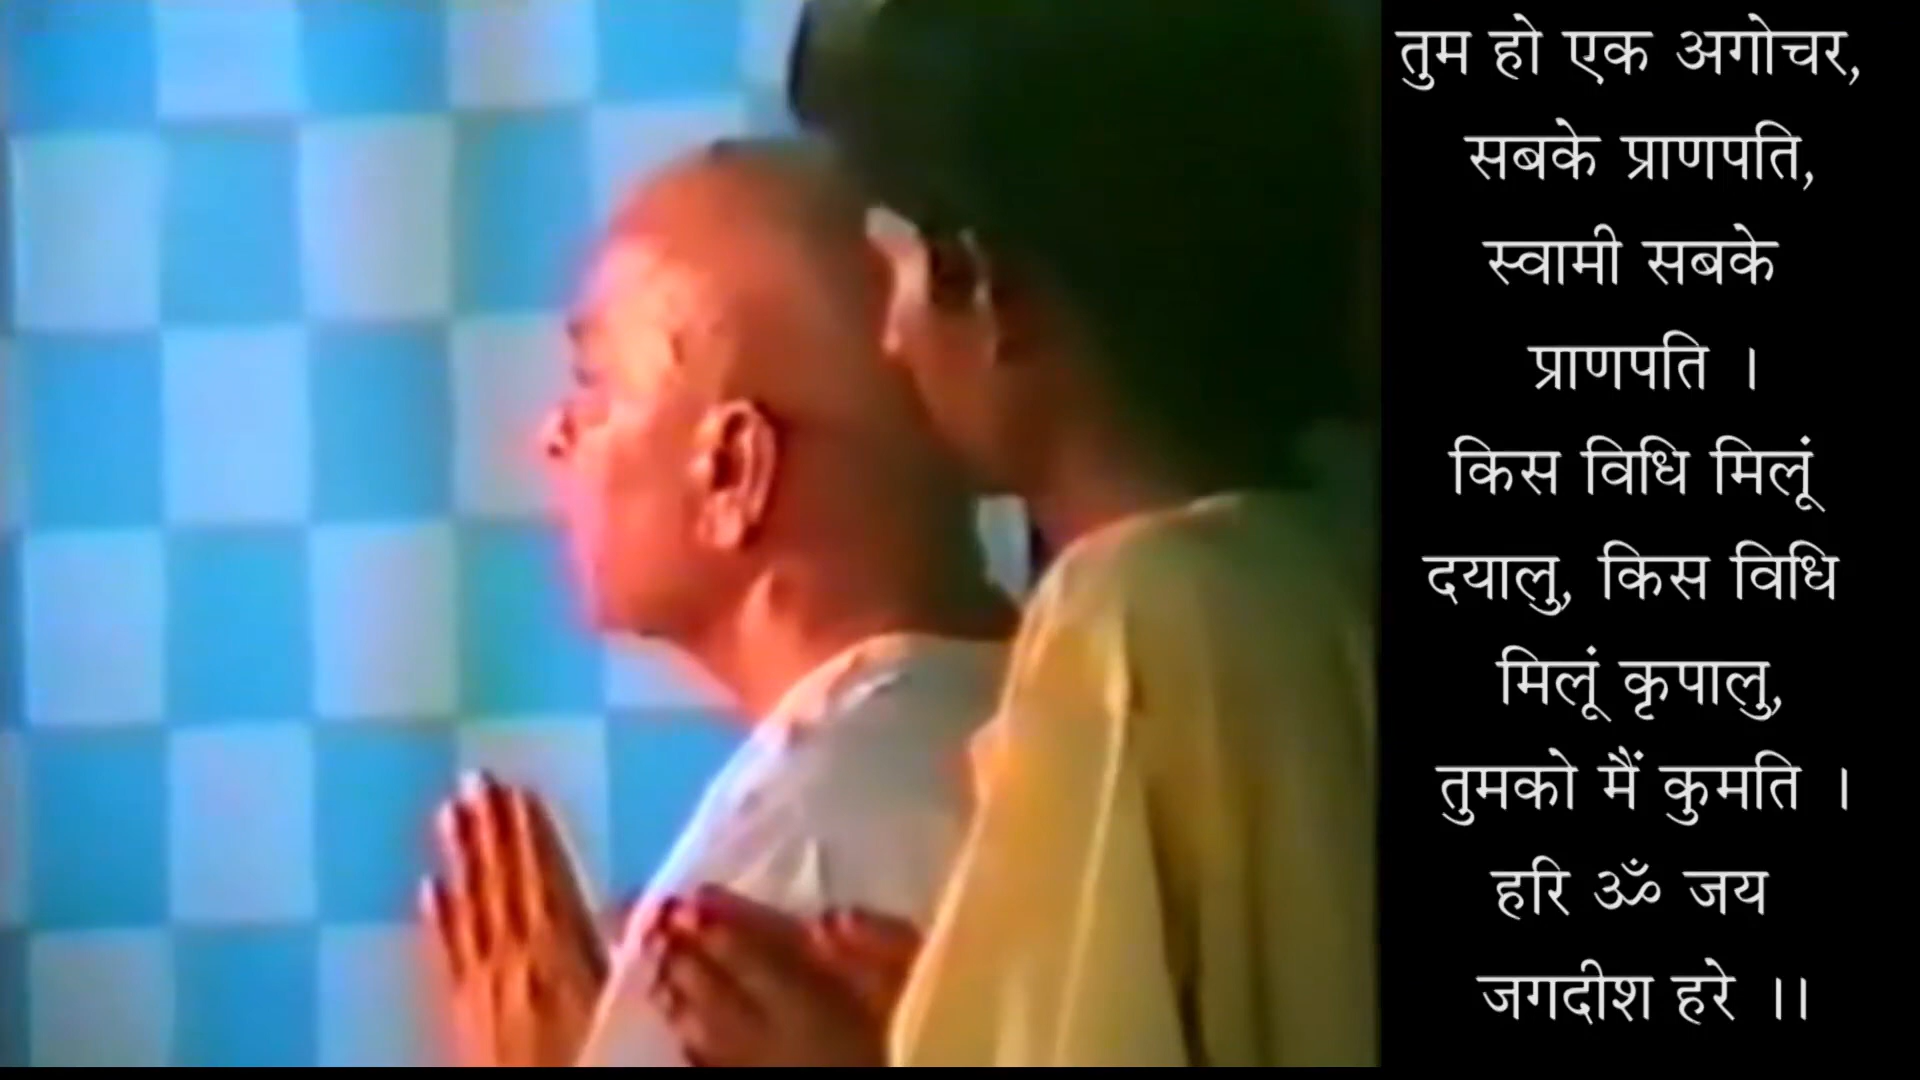 तुम हो एक अगोचर,
सबके प्राणपति,
स्वामी सबके
प्राणपति ।
किस विधि मिलूं
दयालु, किस विधि
मिलूं कृपालु,
तुमको मैं कुमति ।
हरि ॐ जय
जगदीश हरे ।।